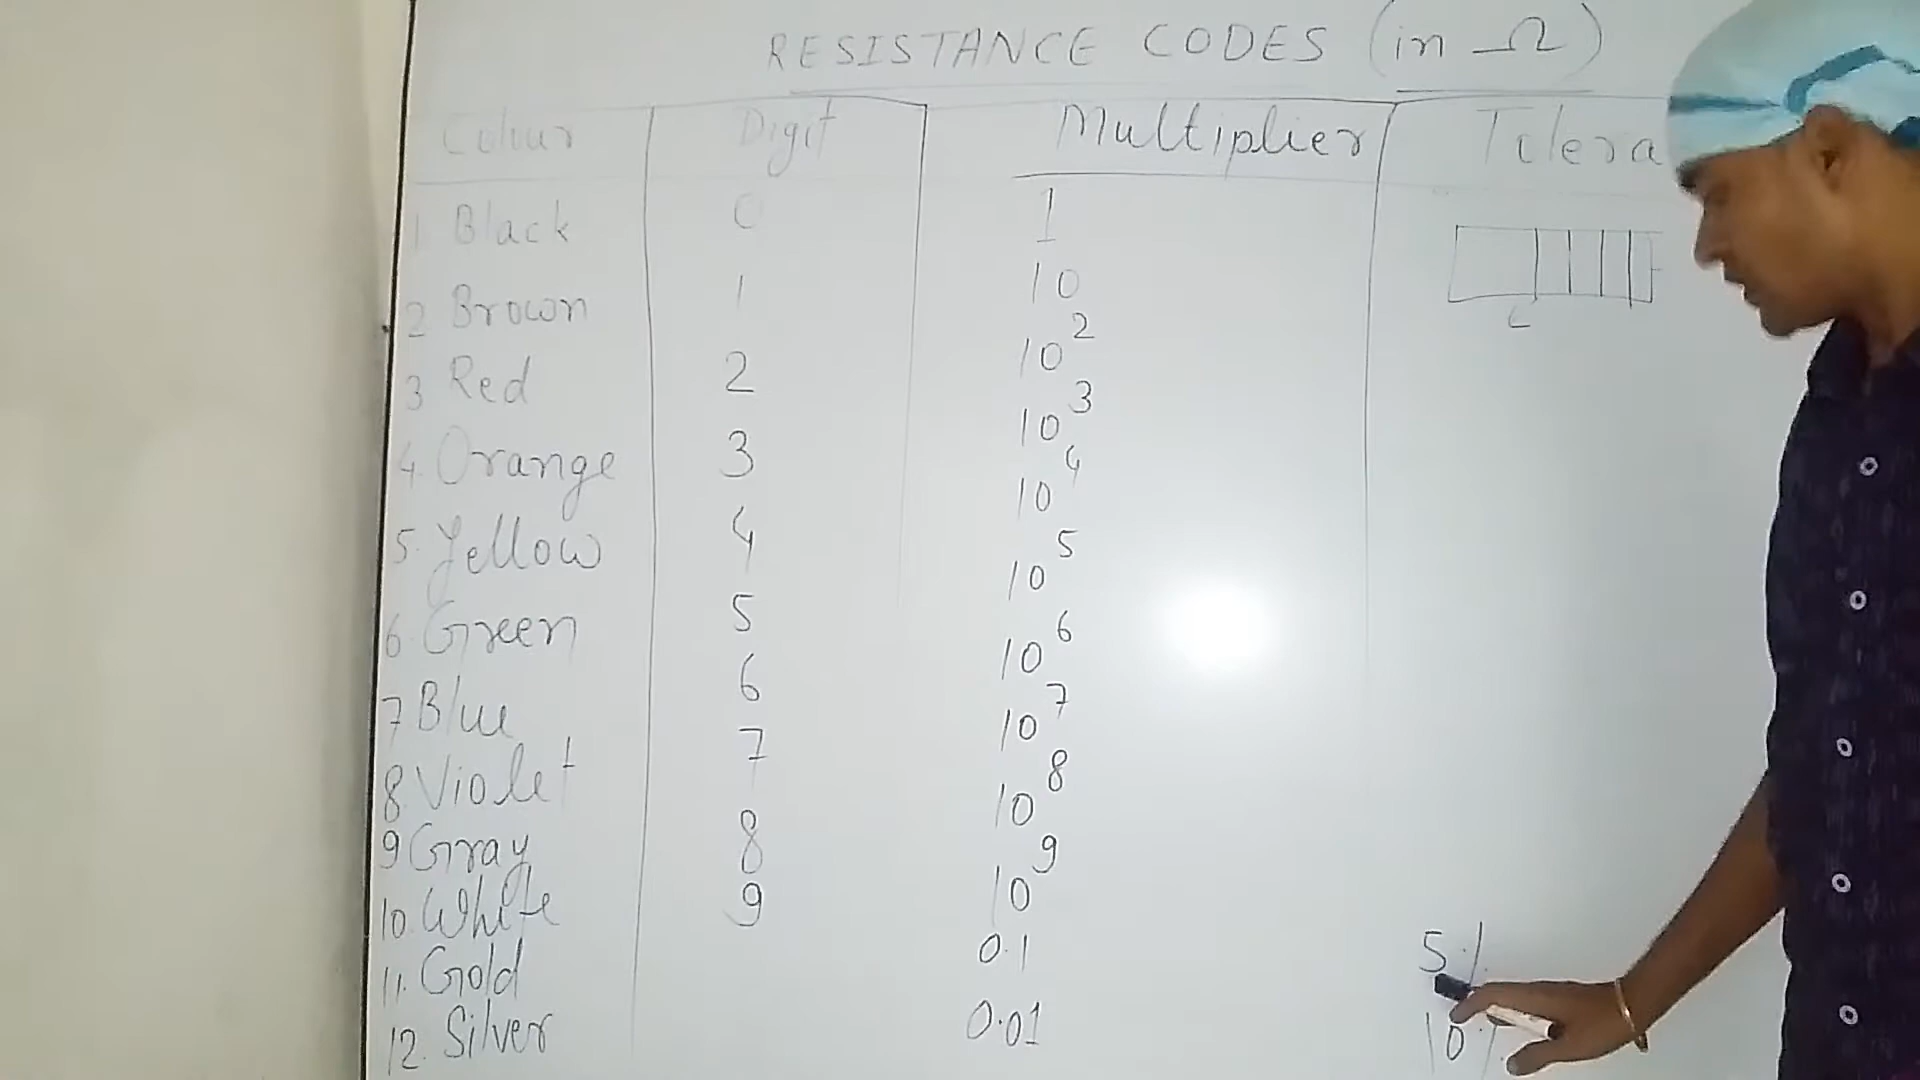 RESISTANCE CODES (in Ω)
Colour Digit Multiplier Tolera
1 Black 0 1
2 Brown 1 10
3 Red 2 10²
4. Orange 3 10³
5. Yellow 4 10⁴
6. Green 5 10⁵
7 Blue 6 10⁶
8 Violet 7 10⁷
9 Gray 8 10⁸
10. White 9 10⁹
11. Gold 0.1 5%
12. Silver 0.01 10%